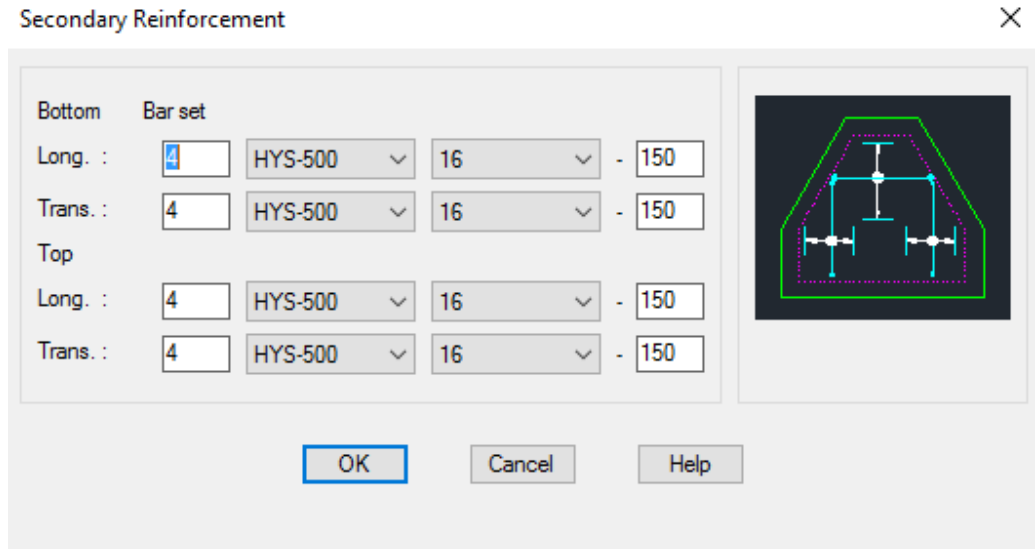 Secondary Reinforcement
Bottom Bar set
Long. : 4 HYS-500 16 - 150
Trans. : 4 HYS-500 16 - 150
Top
Long. : 4 HYS-500 16 - 150
Trans. : 4 HYS-500 16 - 150
OK Cancel Help